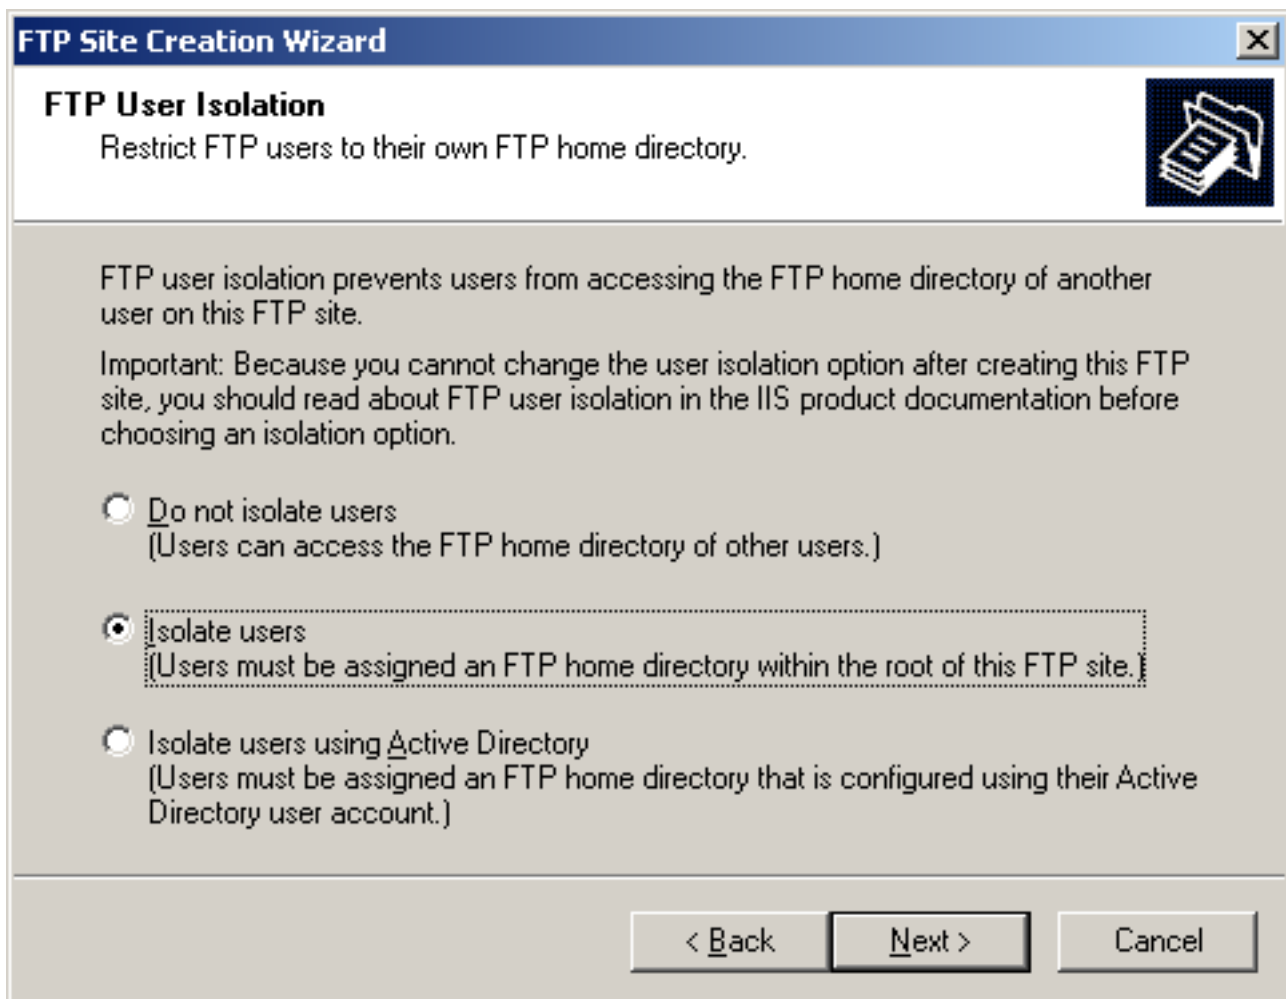 FTP Site Creation Wizard
FTP User Isolation
Restrict FTP users to their own FTP home directory.
FTP user isolation prevents users from accessing the FTP home directory of another
user on this FTP site.
Important: Because you cannot change the user isolation option after creating this FTP
site, you should read about FTP user isolation in the IIS product documentation before
choosing an isolation option.
Do not isolate users
(Users can access the FTP home directory of other users.)
Isolate users
(Users must be assigned an FTP home directory within the root of this FTP site.)
Isolate users using Active Directory
(Users must be assigned an FTP home directory that is configured using their Active
Directory user account.)
< Back Next > Cancel